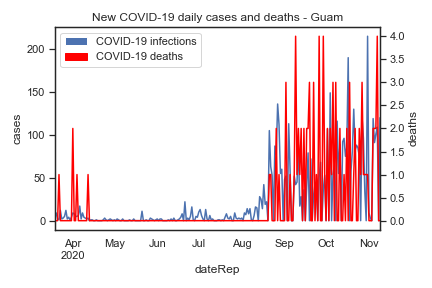 New COVID-19 daily cases and deaths - Guam
COVID-19 infections
COVID-19 deaths
200
150
100
50
0
cases
4.0
3.5
3.0
2.5
2.0
1.5
1.0
0.5
0.0
deaths
Apr May Jun Jul Aug Sep Oct Nov
2020
dateRep